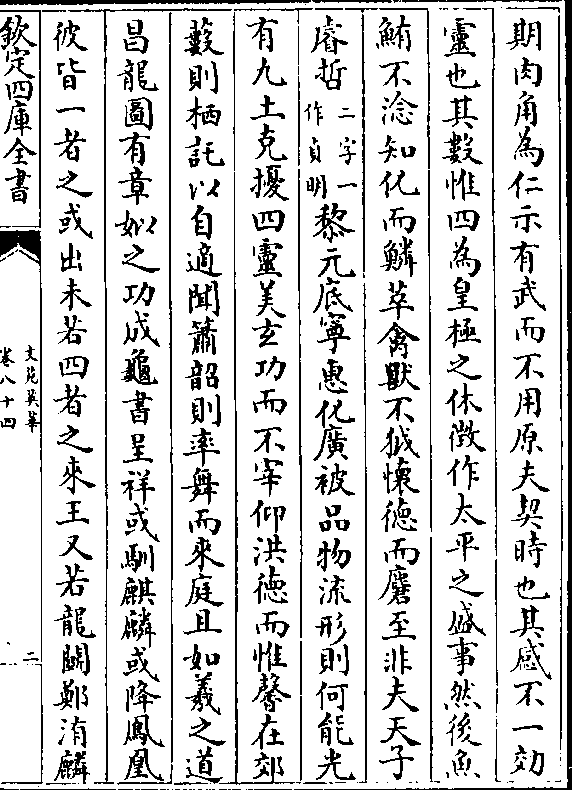 期肉角為仁示有武而不用原夫契時也其感不一効
靈也其數惟四為皇極之休徴作太平之盛事然後魚
鮪不淰知化而鱗萃禽獸不狘懐徳而麕至非夫天子
睿哲二字一作貞明黎元底寧惠化廣被品物流形則何能光
有九土克擾四靈美玄功而不宰仰洪徳而惟馨在郊
藪則栖託以自適聞簫韶則率舞而來庭且如羲之道
昌龍圖有章姒之功成龜書呈祥或馴麒麟或降鳳凰
彼皆一者之或出未若四者之來王又若龍鬭鄭洧麟
欽定四庫全書
文苑英華
卷八十四
二